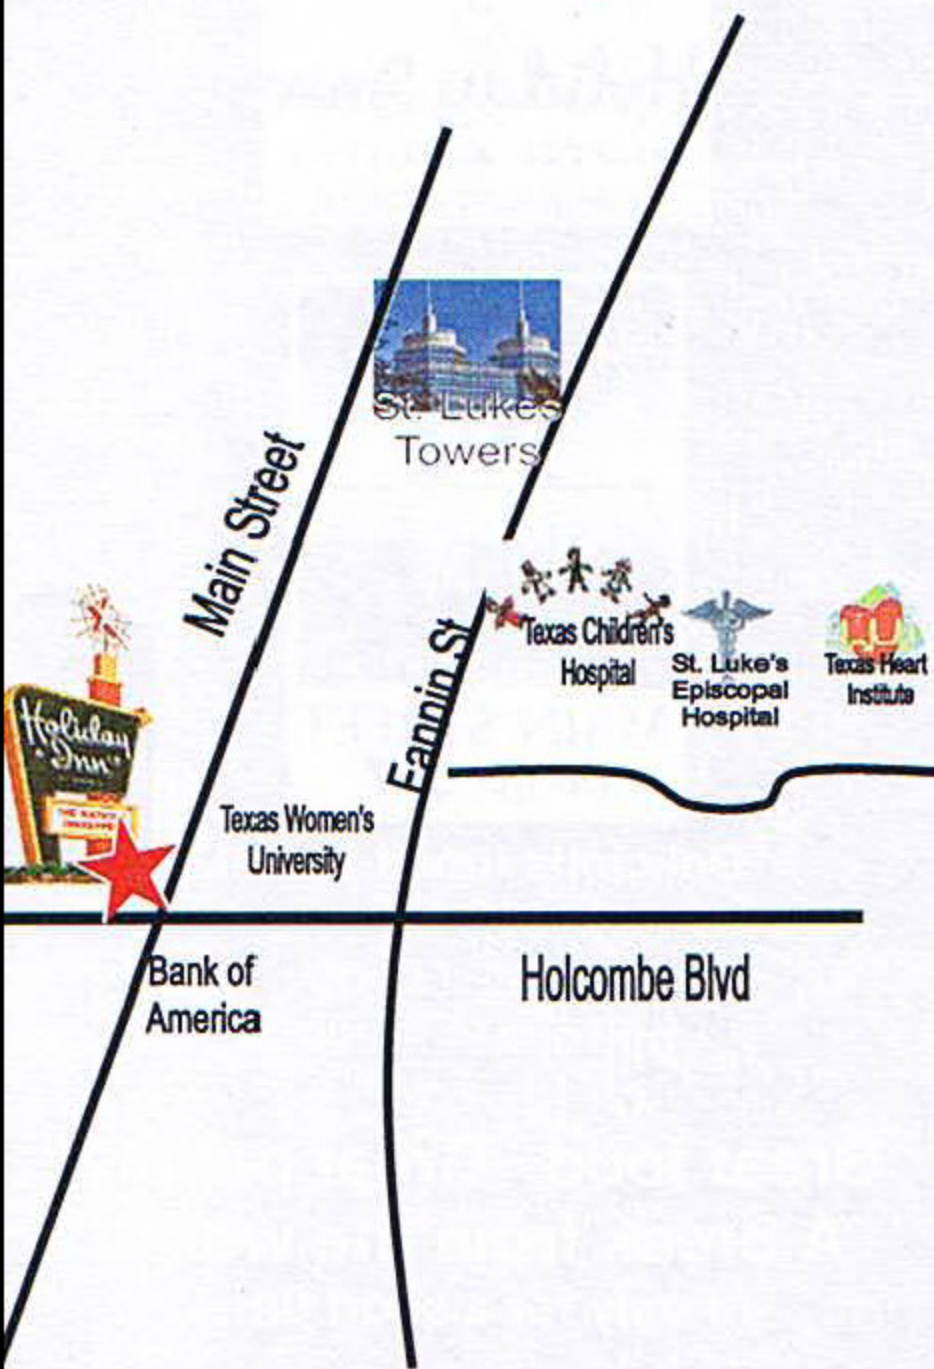 St. Lukes
Towers
Main Street
Fannin St
Texas Children's
Hospital
St. Luke's
Episcopal
Hospital
Texas Heart
Institute
Holiday
Inn
Texas Women's
University
Bank of
America
Holcombe Blvd